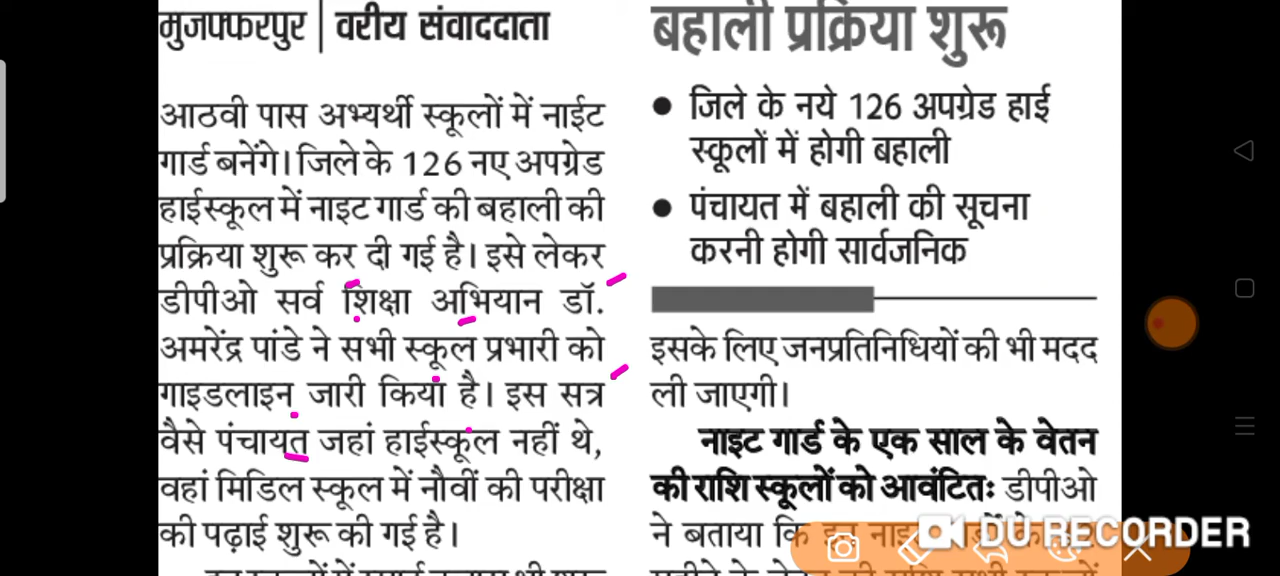 मुजफ्फरपुर | वरीय संवाददाता
आठवी पास अभ्यर्थी स्कूलों में नाईट
गार्ड बनेंगे। जिले के 126 नए अपग्रेड
हाईस्कूल में नाइट गार्ड की बहाली की
प्रक्रिया शुरू कर दी गई है। इसे लेकर
डीपीओ सर्व शिक्षा अभियान डॉ.
अमरेंद्र पांडे ने सभी स्कूल प्रभारी को
गाइडलाइन जारी किया है। इस सत्र
वैसे पंचायत जहां हाईस्कूल नहीं थे,
वहां मिडिल स्कूल में नौवीं की परीक्षा
की पढ़ाई शुरू की गई है।
बहाली प्रक्रिया शुरू
● जिले के नये 126 अपग्रेड हाई
स्कूलों में होगी बहाली
● पंचायत में बहाली की सूचना
करनी होगी सार्वजनिक
इसके लिए जनप्रतिनिधियों की भी मदद
ली जाएगी।
नाइट गार्ड के एक साल के वेतन
की राशि स्कूलों को आवंटितः डीपीओ
ने बताया कि इन
DU RECORDER